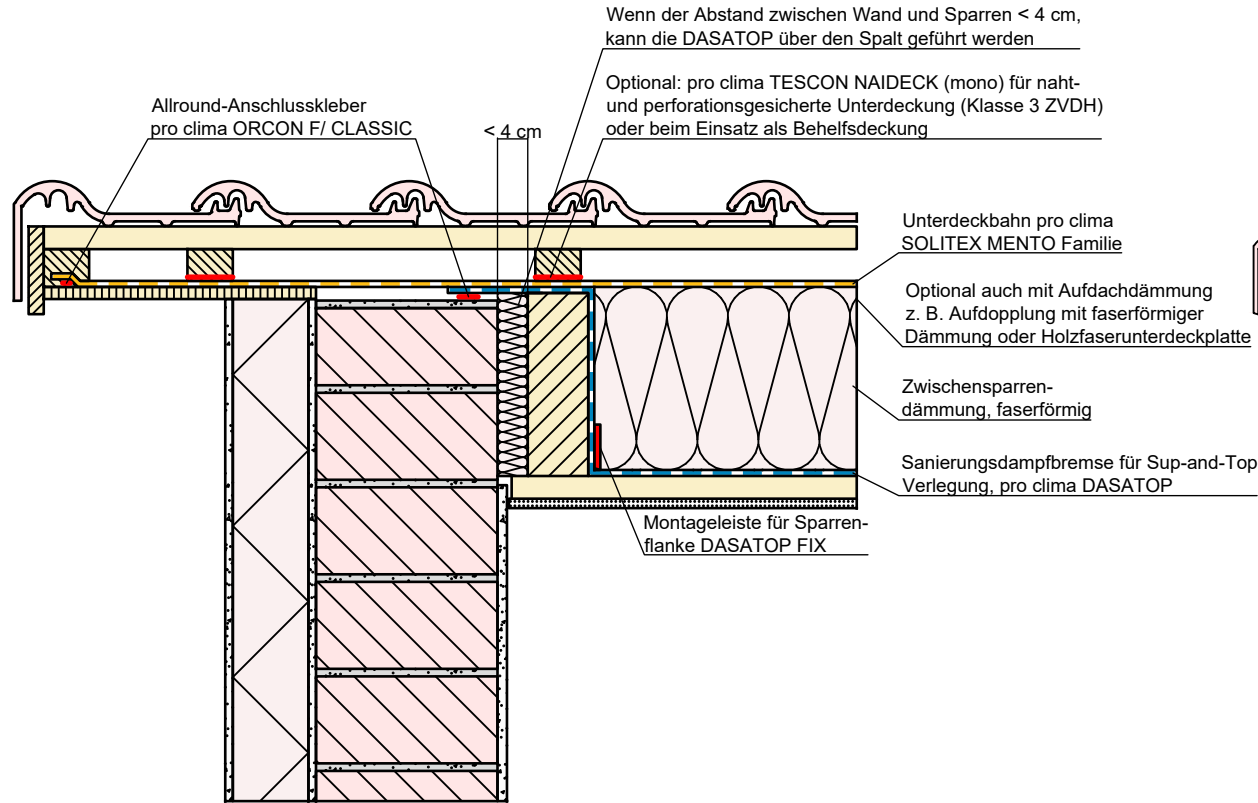 Wenn der Abstand zwischen Wand und Sparren < 4 cm,
kann die DASATOP über den Spalt geführt werden
Optional: pro clima TESCON NAIDECK (mono) für naht-
und perforationsgesicherte Unterdeckung (Klasse 3 ZVDH)
oder beim Einsatz als Behelfsdeckung
Allround-Anschlusskleber
pro clima ORCON F/ CLASSIC
< 4 cm
Unterdeckbahn pro clima
SOLITEX MENTO Familie
Optional auch mit Aufdachdämmung
z. B. Aufdopplung mit faserförmiger
Dämmung oder Holzfaserunterdeckplatte
Zwischensparren-
dämmung, faserförmig
Sanierungsdampfbremse für Sup-and-Top
Verlegung, pro clima DASATOP
Montageleiste für Sparren-
flanke DASATOP FIX